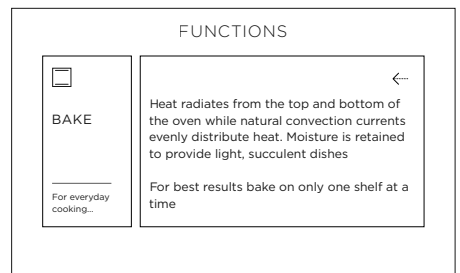 FUNCTIONS
BAKE
For everyday
cooking...
Heat radiates from the top and bottom of
the oven while natural convection currents
evenly distribute heat. Moisture is retained
to provide light, succulent dishes
For best results bake on only one shelf at a
time